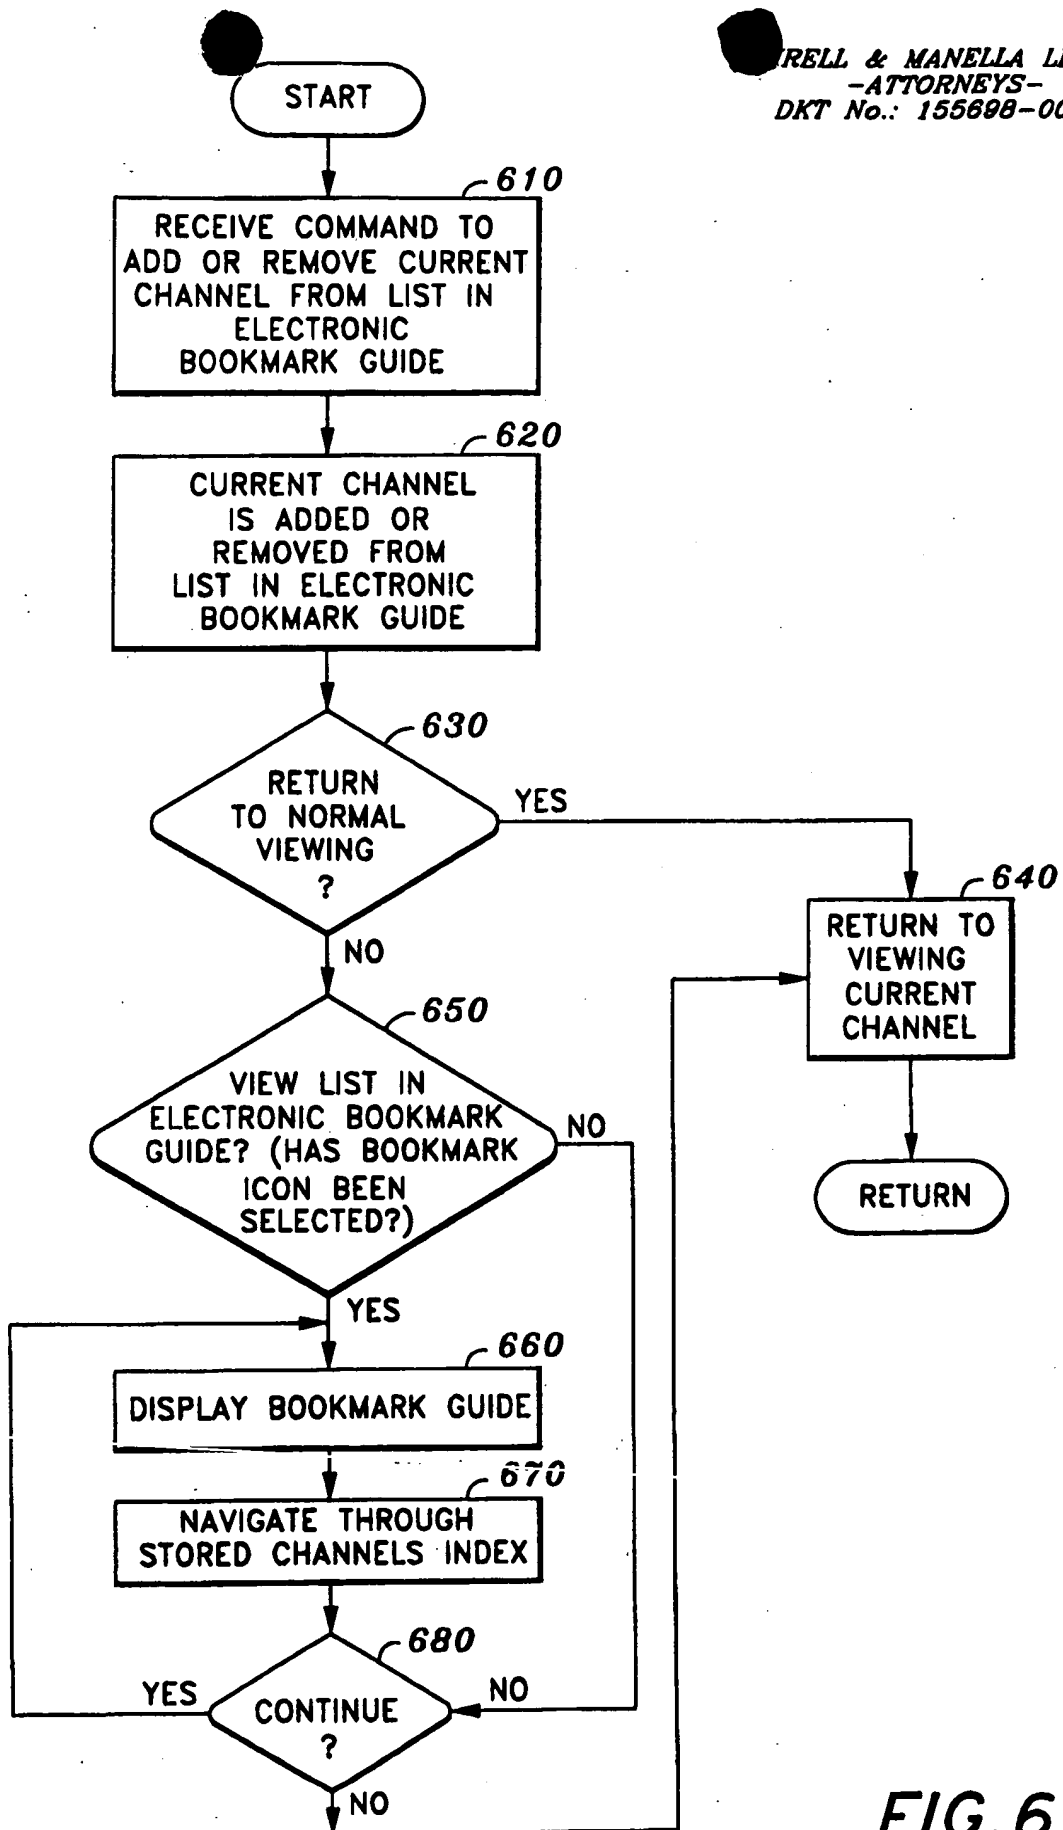 -ATTORNEYS-
DKT No.: 155698-00
& MANELLA
START
610
RECEIVE COMMAND TO
ADD OR REMOVE CURRENT
CHANNEL FROM LIST IN
ELECTRONIC
BOOKMARK GUIDE
620
CURRENT CHANNEL
IS ADDED OR
REMOVED FROM
LIST IN ELECTRONIC
BOOKMARK GUIDE
630
RETURN
TO NORMAL
VIEWING
?
YES
NO
640
RETURN TO
VIEWING
CURRENT
CHANNEL
RETURN
650
VIEW LIST IN
ELECTRONIC BOOKMARK
GUIDE? (HAS BOOKMARK
ICON BEEN
SELECTED?)
NO
YES
660
DISPLAY BOOKMARK GUIDE
670
NAVIGATE THROUGH
STORED CHANNELS INDEX
680
CONTINUE
?
YES
NO
NO
FIG. 6